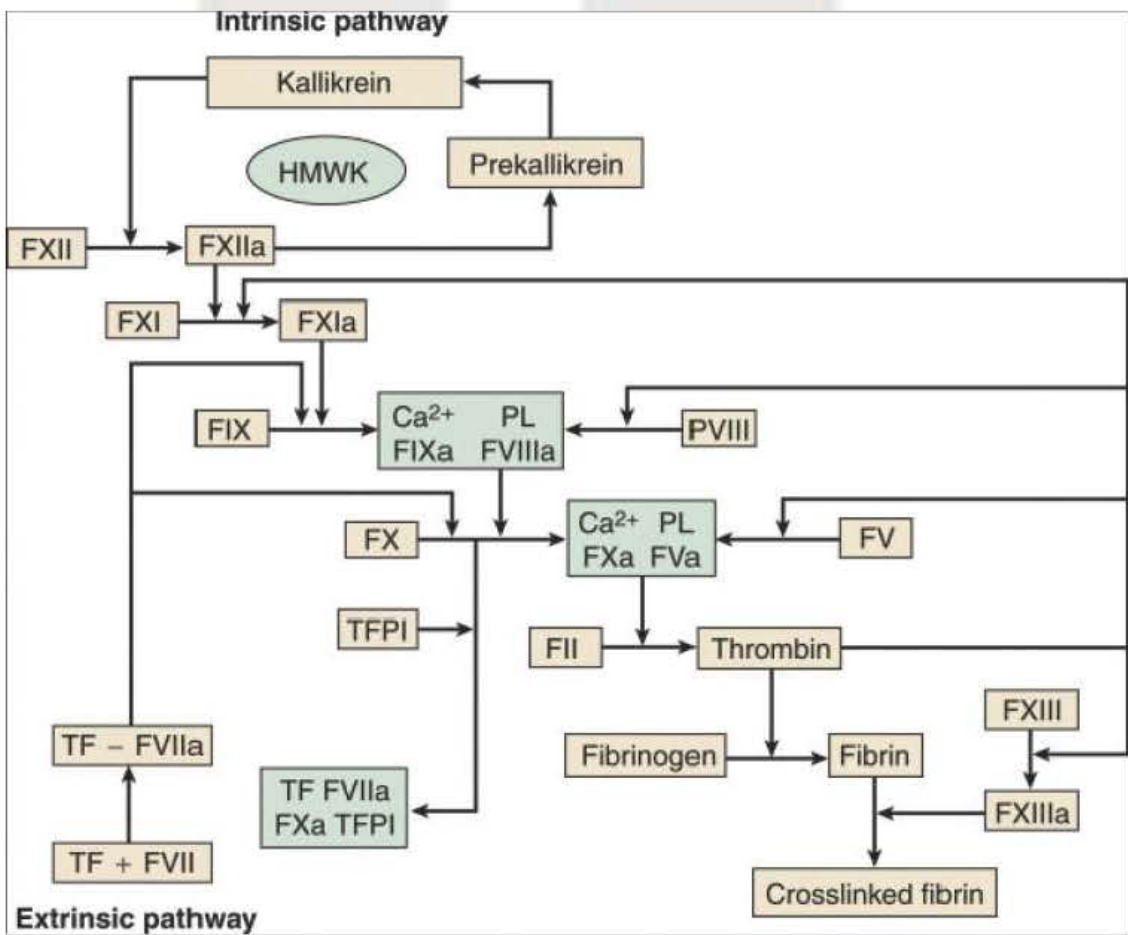 Intrinsic pathway
Kallikrein
HMWK
Prekallikrein
FXII
FXIIa
FXI
FXIa
FIX
Ca²⁺ PL
FIXa FVIIIa
PVIII
FX
Ca²⁺ PL
FXa FVa
FV
TFPI
FII
Thrombin
FXIII
TF – FVIIa
Fibrinogen
Fibrin
TF FVIIa
FXa TFPI
FXIIIa
TF + FVII
Crosslinked fibrin
Extrinsic pathway